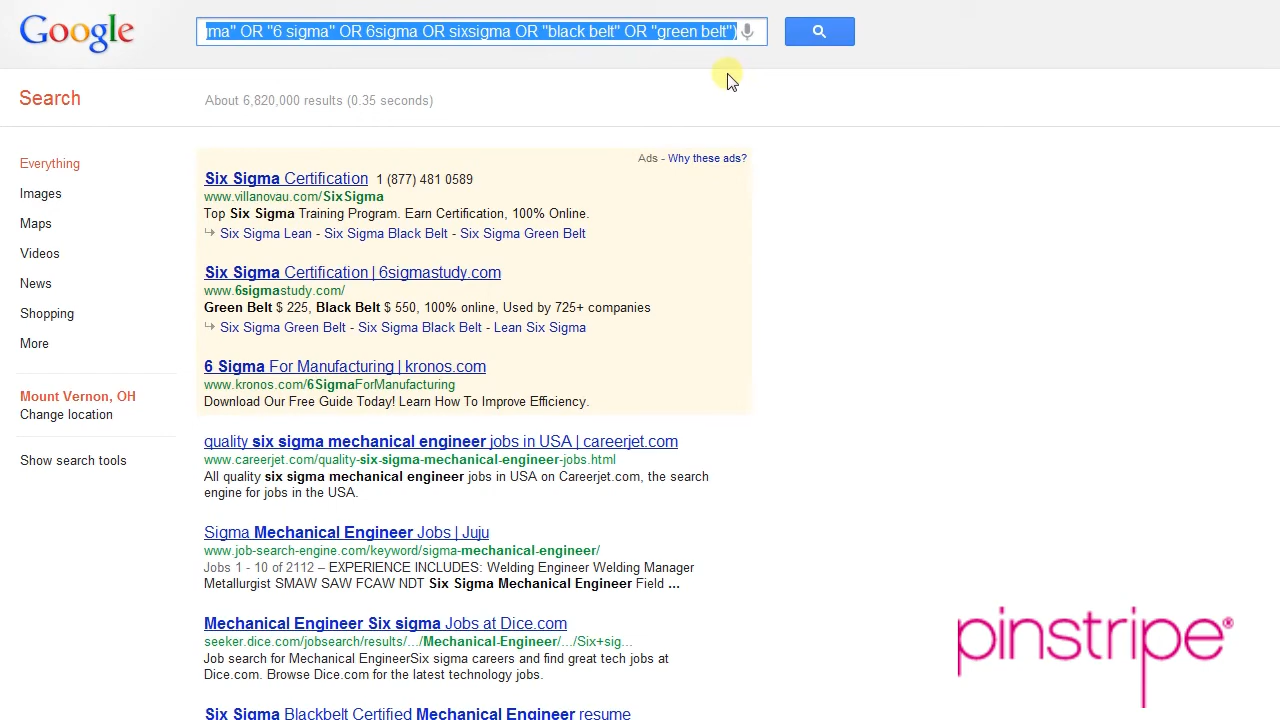 Google
ma" OR "6 sigma" OR 6sigma OR sixsigma OR "black belt" OR "green belt")
Search
About 6,820,000 results (0.35 seconds)
Everything
Images
Maps
Videos
News
Shopping
More
Mount Vernon, OH
Change location
Show search tools
Ads - Why these ads?
Six Sigma Certification 1 (877) 481 0589
www.villanovau.com/SixSigma
Top Six Sigma Training Program. Earn Certification, 100% Online.
Six Sigma Lean - Six Sigma Black Belt - Six Sigma Green Belt
Six Sigma Certification | 6sigmastudy.com
www.6sigmastudy.com/
Green Belt $ 225, Black Belt $ 550, 100% online, Used by 725+ companies
Six Sigma Green Belt - Six Sigma Black Belt - Lean Six Sigma
6 Sigma For Manufacturing | kronos.com
www.kronos.com/6SigmaForManufacturing
Download Our Free Guide Today! Learn How To Improve Efficiency.
quality six sigma mechanical engineer jobs in USA | careerjet.com
www.careerjet.com/quality-six-sigma-mechanical-engineer-jobs.html
All quality six sigma mechanical engineer jobs in USA on Careerjet.com, the search
engine for jobs in the USA.
Sigma Mechanical Engineer Jobs | Juju
www.job-search-engine.com/keyword/sigma-mechanical-engineer/
Jobs 1 - 10 of 2112 – EXPERIENCE INCLUDES: Welding Engineer Welding Manager
Metallurgist SMAW SAW FCAW NDT Six Sigma Mechanical Engineer Field ...
Mechanical Engineer Six sigma Jobs at Dice.com
seeker.dice.com/jobsearch/results/.../Mechanical-Engineer/.../Six+sig...
Job search for Mechanical EngineerSix sigma careers and find great tech jobs at
Dice.com. Browse Dice.com for the latest technology jobs.
Six Sigma Blackbelt Certified Mechanical Engineer resume
pinstripe®